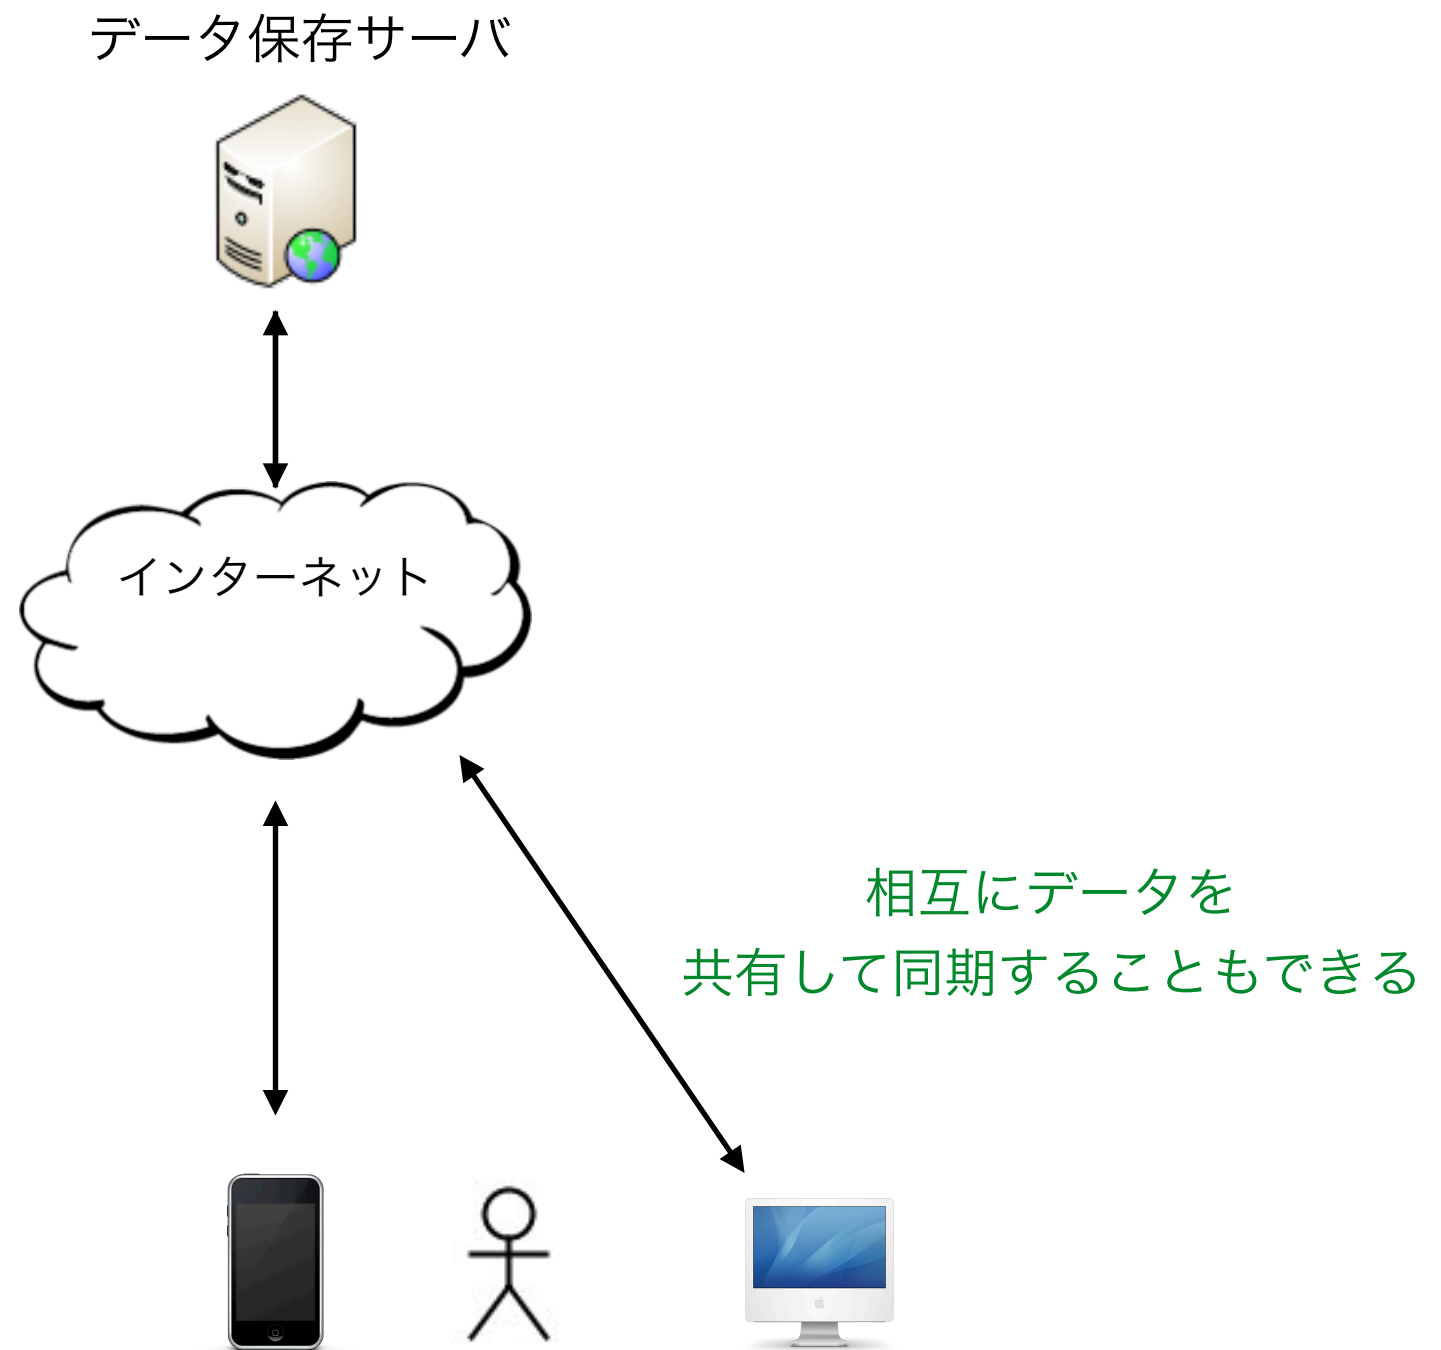 データ保存サーバ
インターネット
相互にデータを
共有して同期することもできる